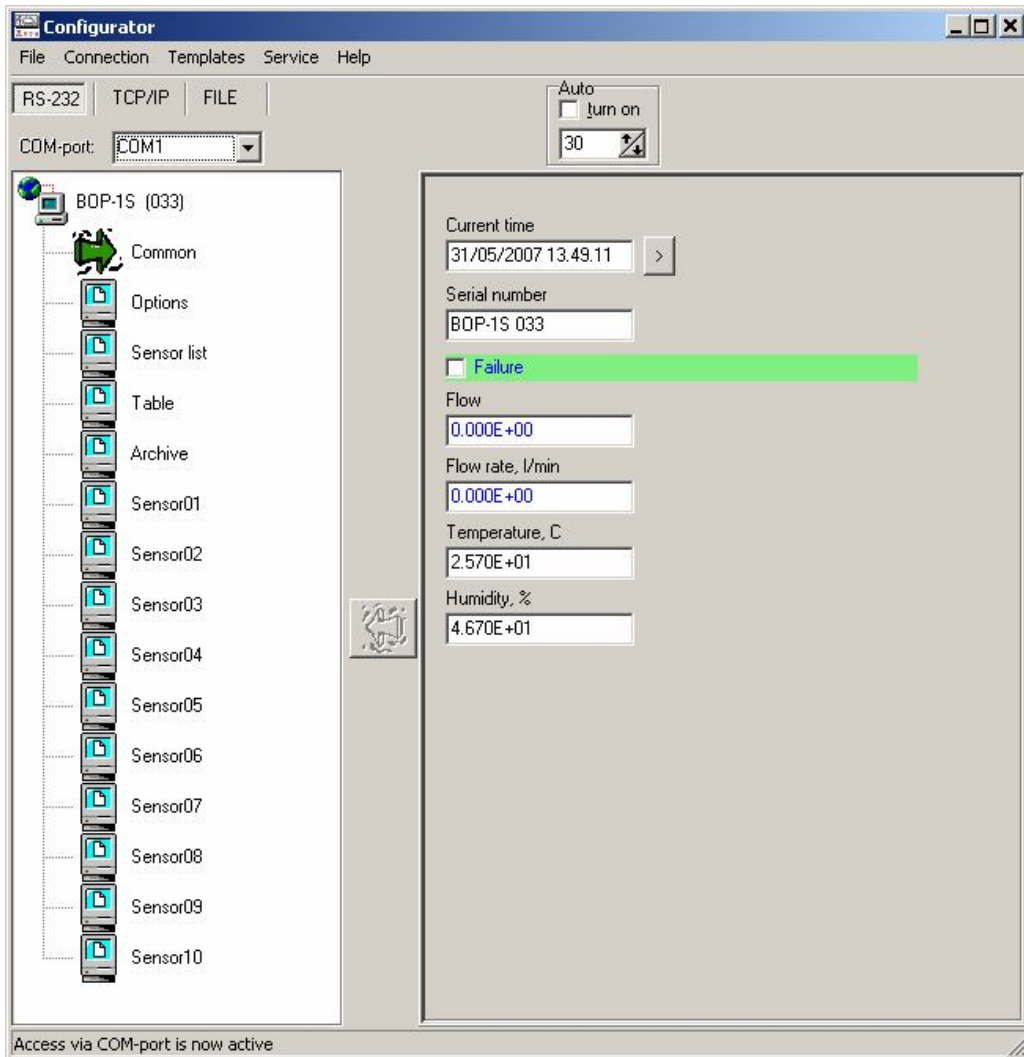 Configurator
File Connection Templates Service Help
RS-232 TCP/IP FILE
Auto
turn on
COM-port: COM1
30
BOP-1S (033)
Common
Options
Sensor list
Table
Archive
Sensor01
Sensor02
Sensor03
Sensor04
Sensor05
Sensor06
Sensor07
Sensor08
Sensor09
Sensor10
Current time
31/05/2007 13.49.11 >
Serial number
BOP-1S 033
Failure
Flow
0.000E+00
Flow rate, l/min
0.000E+00
Temperature, C
2.570E+01
Humidity, %
4.670E+01
Access via COM-port is now active